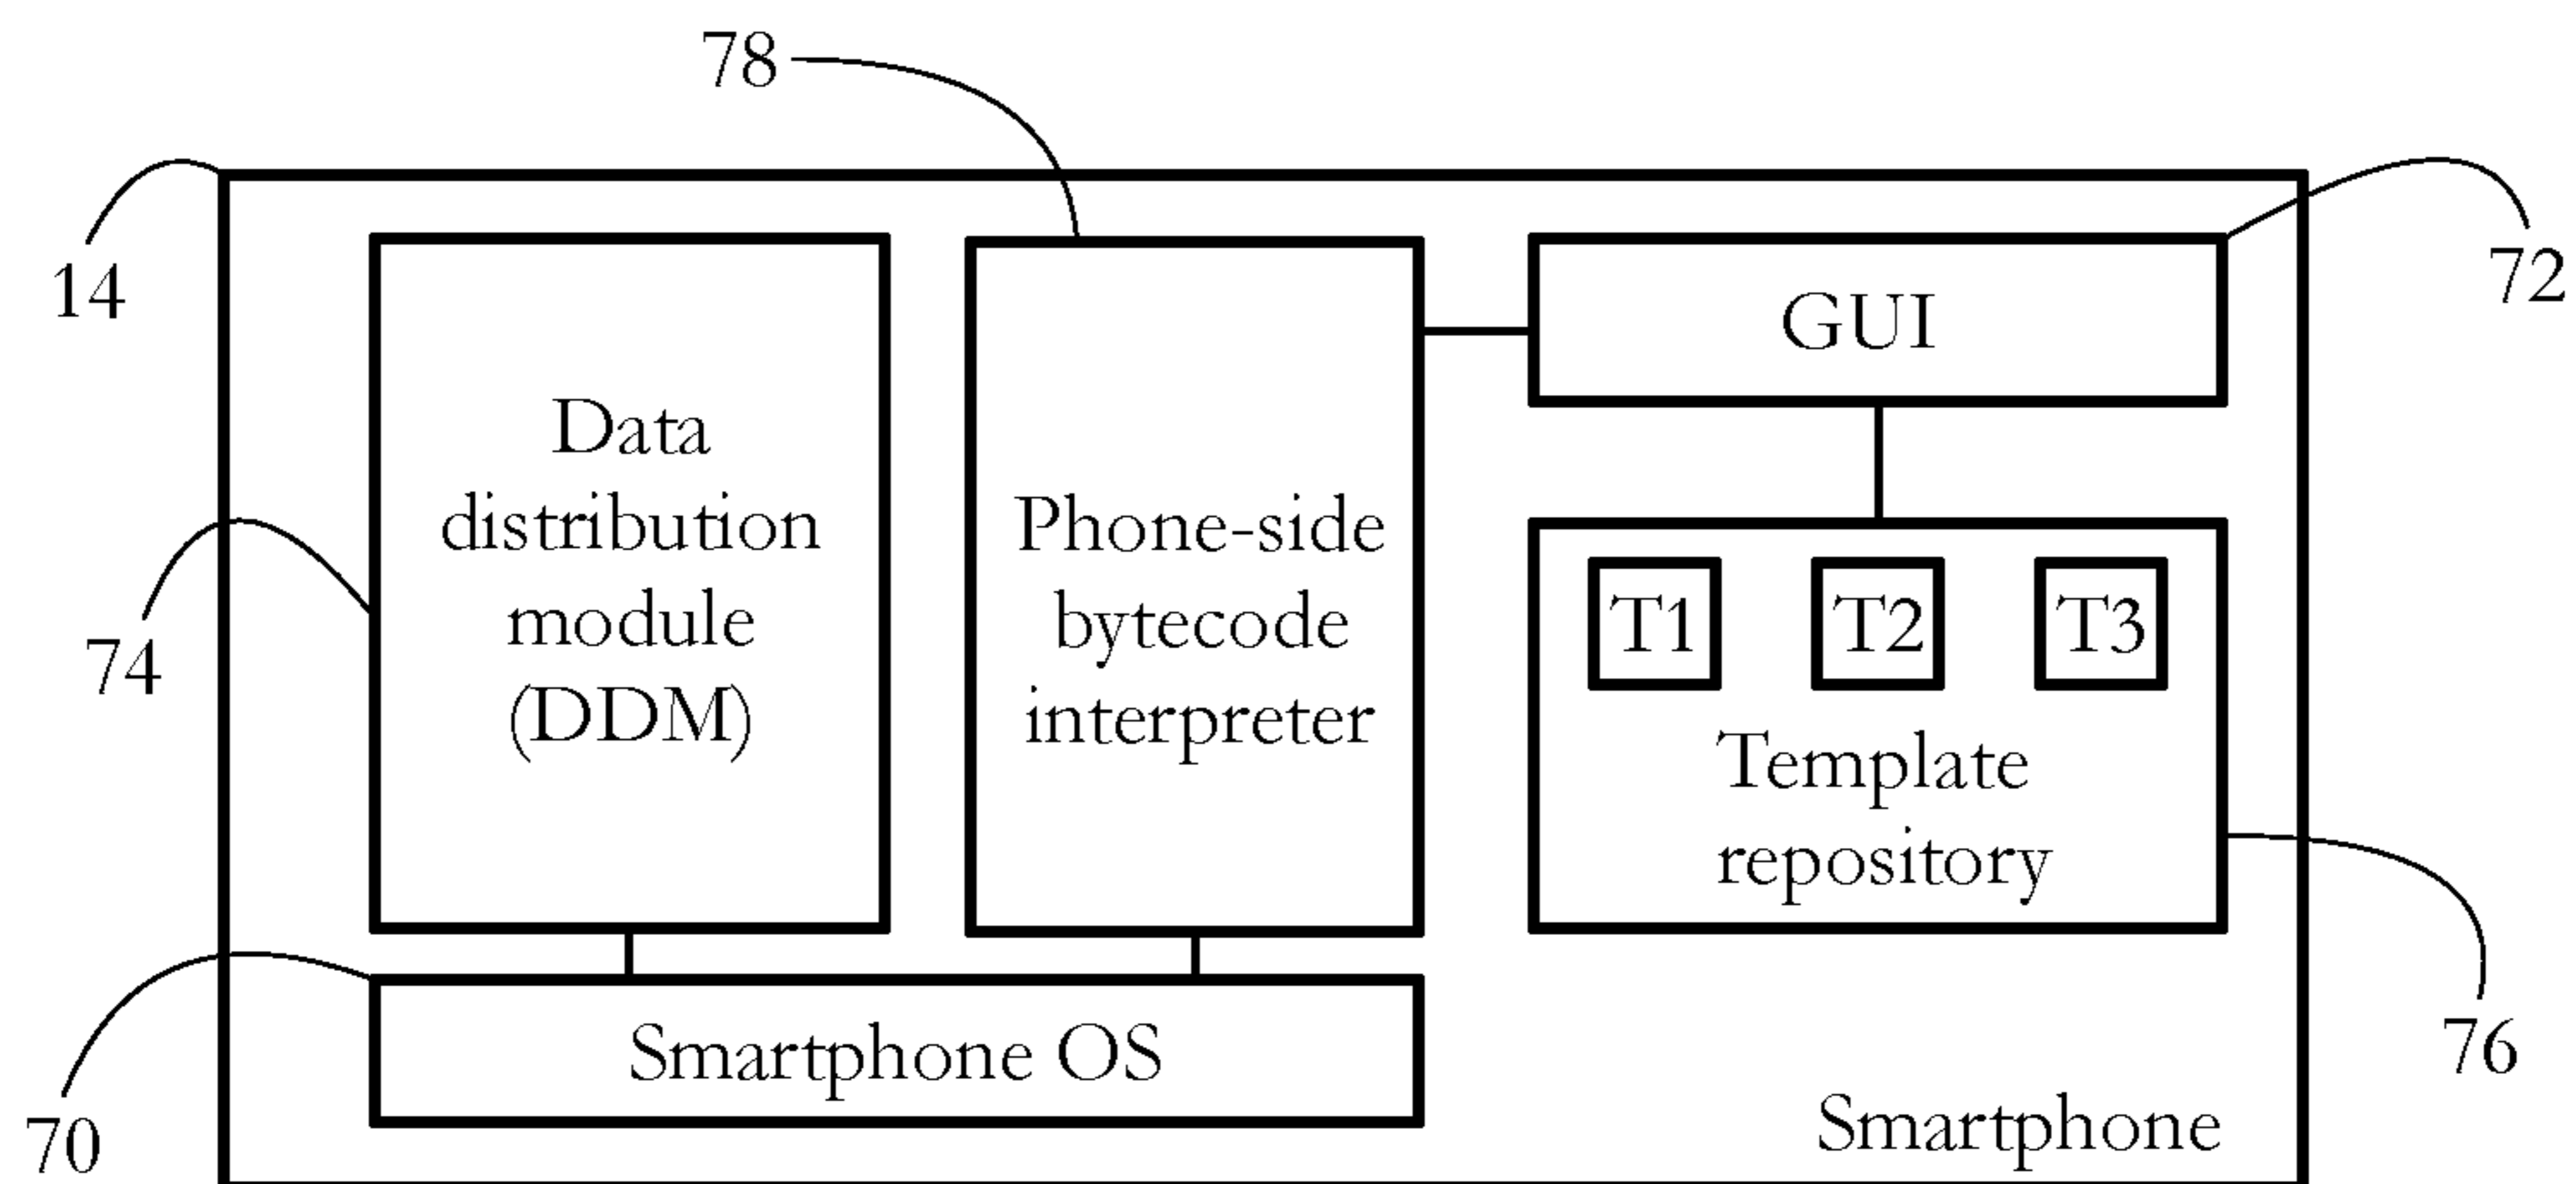 78
14
72
GUI
Data
distribution
module
(DDM)
74
Phone-side
bytecode
interpreter
T1 T2 T3
Template
repository
Smartphone OS
70
76
Smartphone